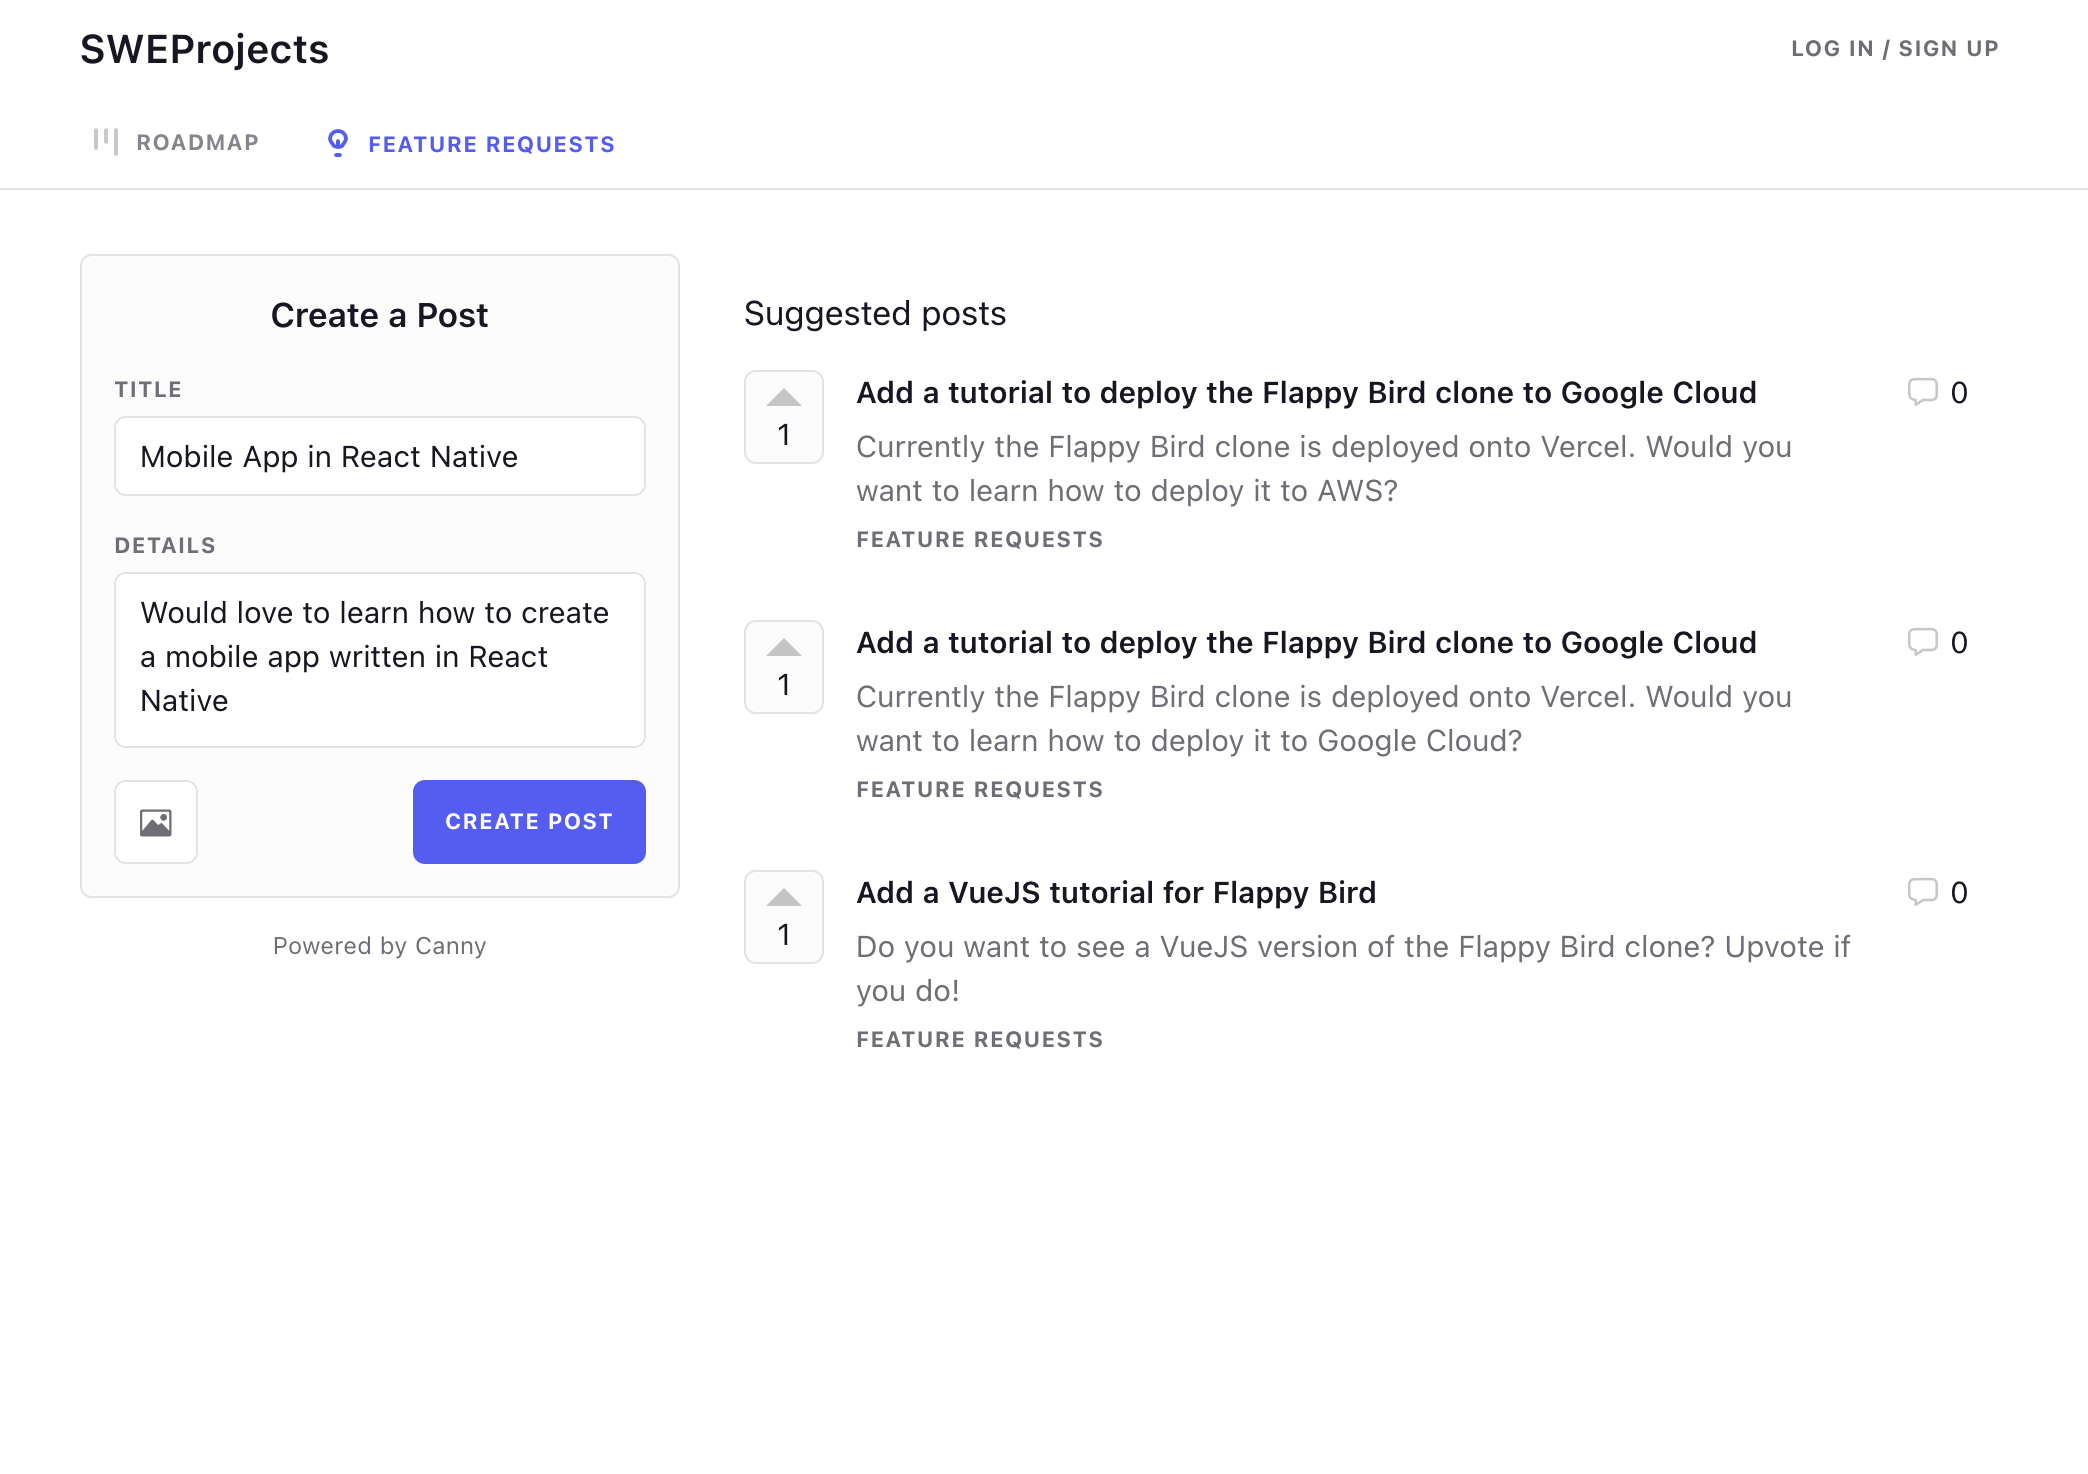 SWEProjects
LOG IN / SIGN UP
ROADMAP
FEATURE REQUESTS
Create a Post
TITLE
Mobile App in React Native
DETAILS
Would love to learn how to create
a mobile app written in React
Native
CREATE POST
Powered by Canny
Suggested posts
1
Add a tutorial to deploy the Flappy Bird clone to Google Cloud
0
Currently the Flappy Bird clone is deployed onto Vercel. Would you
want to learn how to deploy it to AWS?
FEATURE REQUESTS
1
Add a tutorial to deploy the Flappy Bird clone to Google Cloud
0
Currently the Flappy Bird clone is deployed onto Vercel. Would you
want to learn how to deploy it to Google Cloud?
FEATURE REQUESTS
1
Add a VueJS tutorial for Flappy Bird
0
Do you want to see a VueJS version of the Flappy Bird clone? Upvote if
you do!
FEATURE REQUESTS